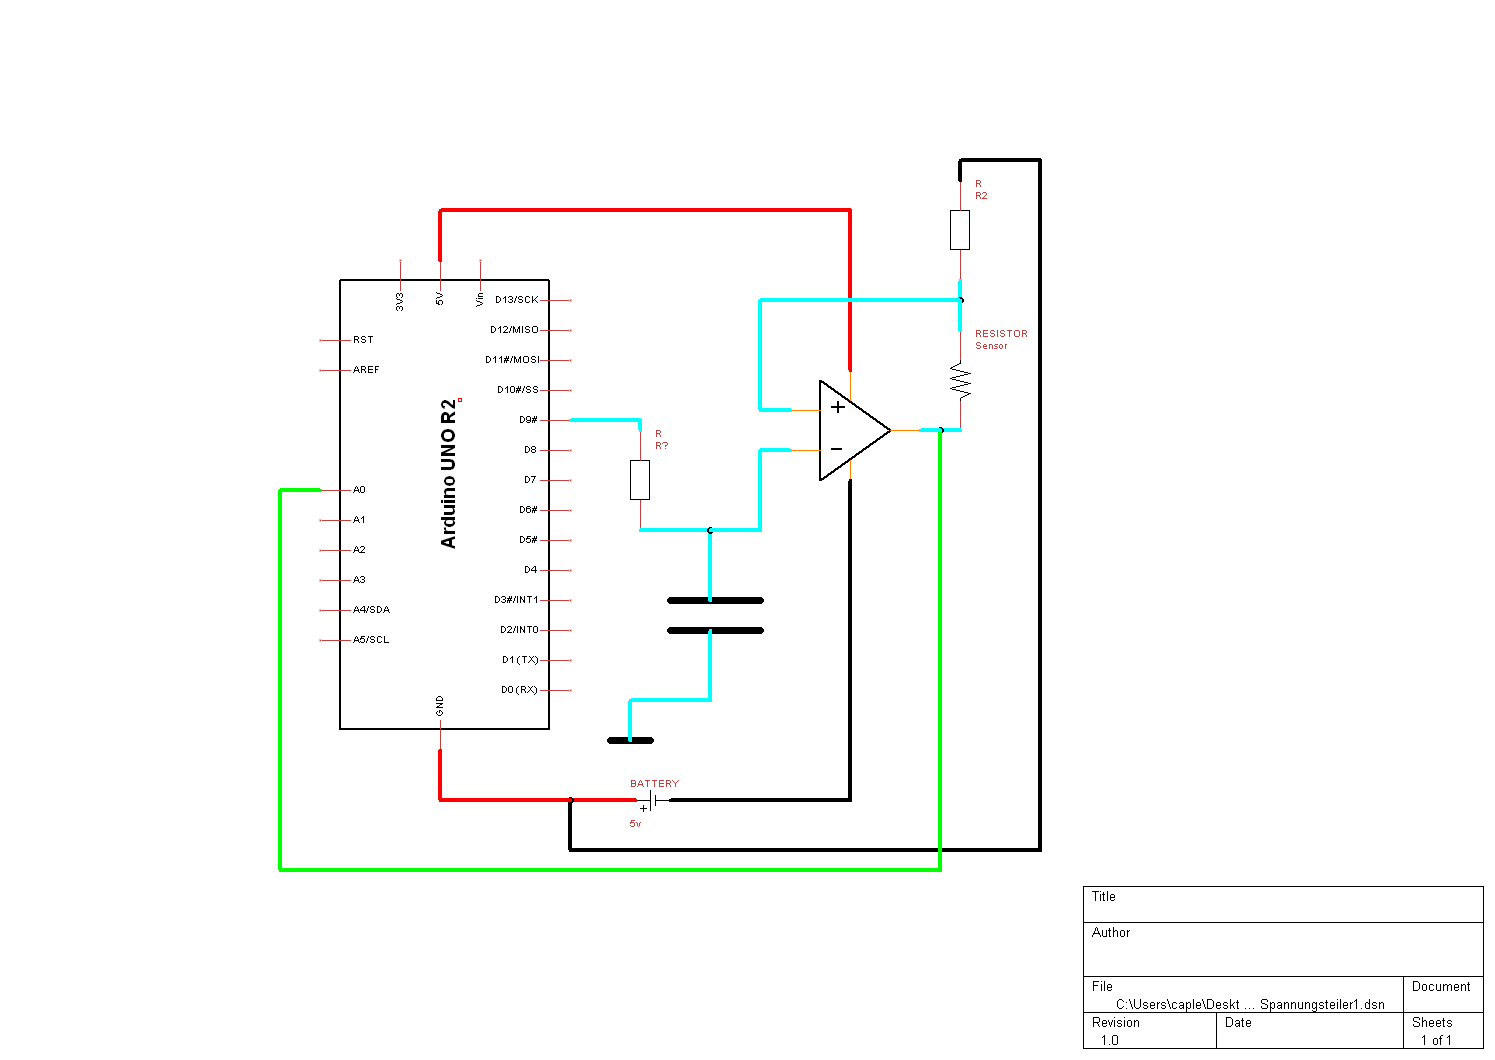 R
R2
3V3
5V
Vin
D13/SCK
D12/MISO
D11#/MOSI
D10#/SS
D9#
D8
D7
D6#
D5#
D4
D3#/INT1
D2/INT0
D1(TX)
D0(RX)
RST
AREF
A0
A1
A2
A3
A4/SDA
A5/SCL
Arduino UNO R2
GND
R
R?
RESISTOR
Sensor
+
−
BATTERY
+
5v
Title
Author
File
C:\Users\caple\Deskt ... Spannungsteiler1.dsn
Document
Revision
1.0
Date
Sheets
1 of 1